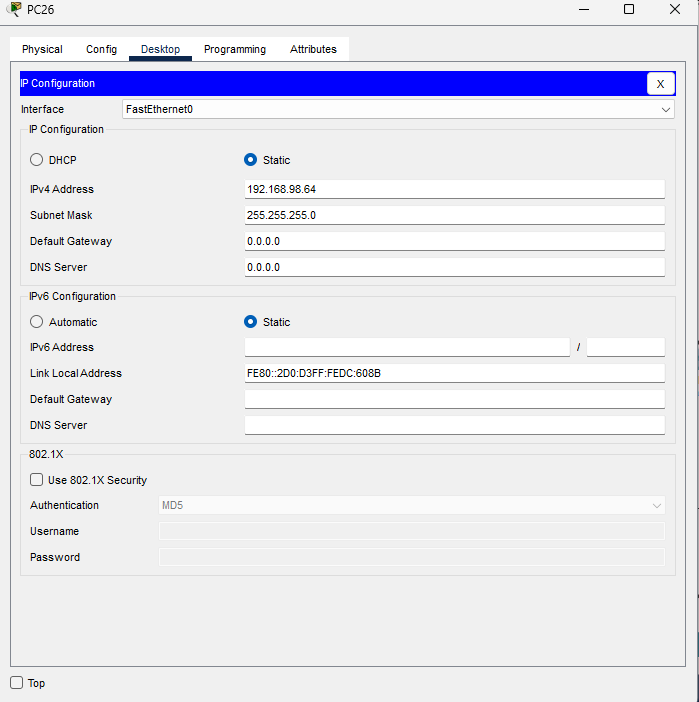 PC26
Physical Config Desktop Programming Attributes
IP Configuration X
Interface FastEthernet0
IP Configuration
DHCP Static
IPv4 Address 192.168.98.64
Subnet Mask 255.255.255.0
Default Gateway 0.0.0.0
DNS Server 0.0.0.0
IPv6 Configuration
Automatic Static
IPv6 Address /
Link Local Address FE80::2D0:D3FF:FEDC:608B
Default Gateway
DNS Server
802.1X
Use 802.1X Security
Authentication MD5
Username
Password
Top